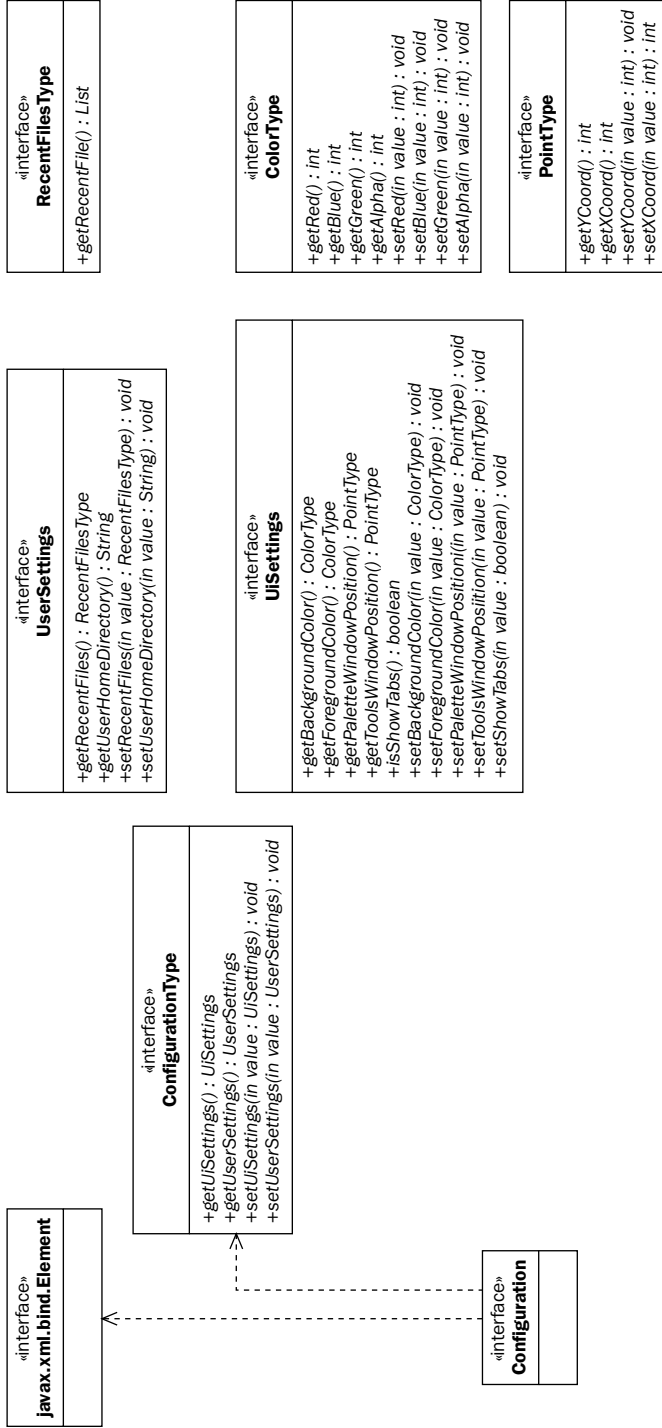 «interface»
javax.xml.bind.Element
«interface»
ConfigurationType
+getUiSettings() : UiSettings
+getUserSettings() : UserSettings
+setUiSettings(in value : UiSettings) : void
+setUserSettings(in value : UserSettings) : void
«interface»
Configuration
«interface»
UserSettings
+getRecentFiles() : RecentFilesType
+getUserHomeDirectory() : String
+setRecentFiles(in value : RecentFilesType) : void
+setUserHomeDirectory(in value : String) : void
«interface»
UiSettings
+getBackgroundColor() : ColorType
+getForegroundColor() : ColorType
+getPaletteWindowPosition() : PointType
+getToolsWindowPosition() : PointType
+isShowTabs() : boolean
+setBackgroundColor(in value : ColorType) : void
+setForegroundColor(in value : ColorType) : void
+setPaletteWindowPositioni(in value : PointType) : void
+setToolsWindowPosiition(in value : PointType) : void
+setShowTabs(in value : boolean) : void
«interface»
RecentFilesType
+getRecentFile() : List
«interface»
ColorType
+getRed() : int
+getBlue() : int
+getGreen() : int
+getAlpha() : int
+setRed(in value : int) : void
+setBlue(in value : int) : void
+setGreen(in value : int) : void
+setAlpha(in value : int) : void
«interface»
PointType
+getYCoord() : int
+getXCoord() : int
+setYCoord(in value : int) : void
+setXCoord(in value : int) : int